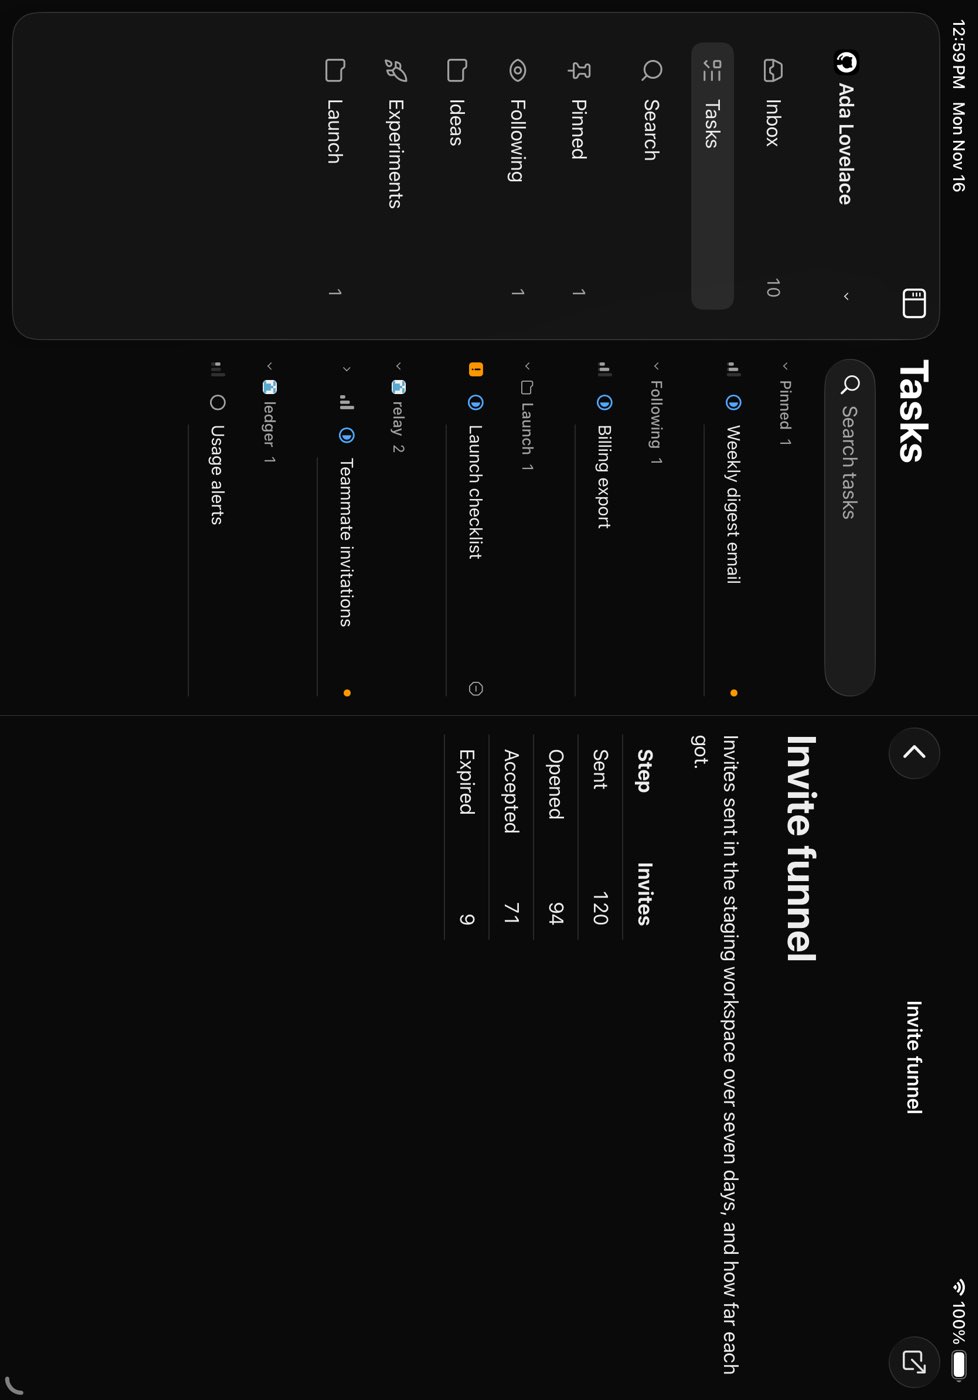 12:59 PM Mon Nov 16
100%
Ada Lovelace
Inbox 10
Tasks
Search
Pinned 1
Following 1
Ideas
Experiments
Launch 1
Tasks
Search tasks
Pinned 1
Weekly digest email
Following 1
Billing export
Launch 1
Launch checklist
relay 2
Teammate invitations
ledger 1
Usage alerts
Invite funnel
Invite funnel
Invites sent in the staging workspace over seven days, and how far each
got.
Step Invites
Sent 120
Opened 94
Accepted 71
Expired 9